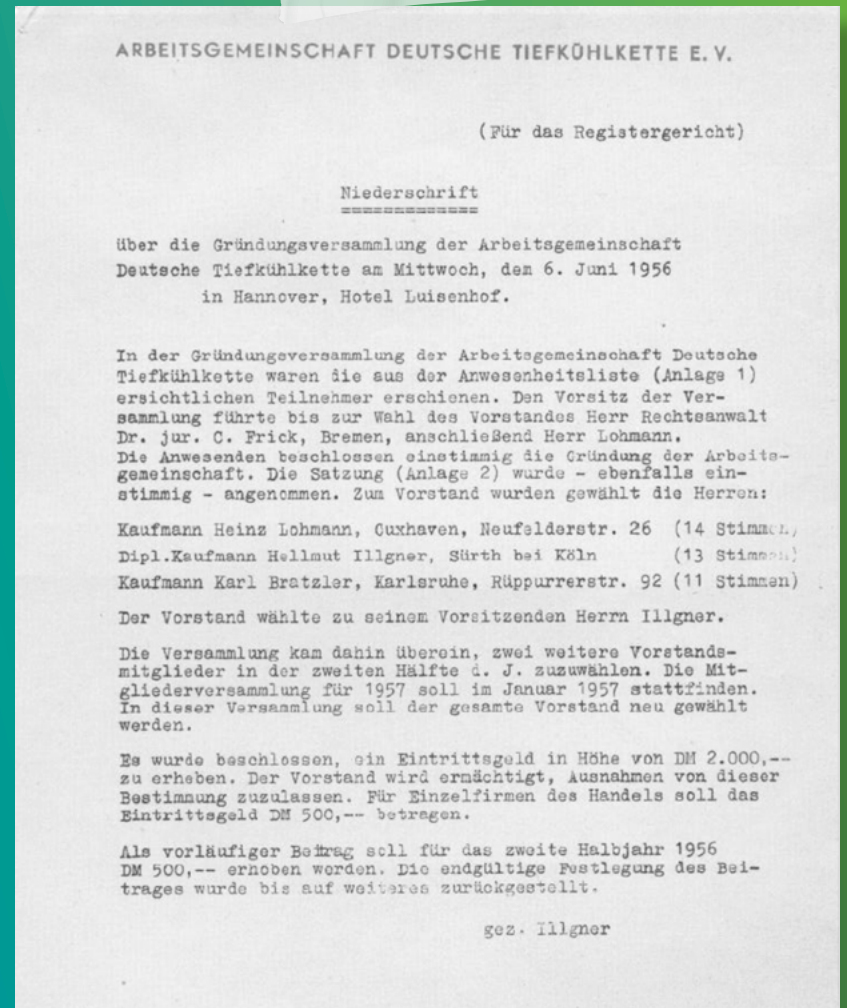 ARBEITSGEMEINSCHAFT DEUTSCHE TIEFKÜHLKETTE E. V.
(Für das Registergericht)
Niederschrift
=============
über die Gründungsversammlung der Arbeitsgemeinschaft
Deutsche Tiefkühlkette am Mittwoch, dem 6. Juni 1956
in Hannover, Hotel Luisenhof.
In der Gründungsversammlung der Arbeitsgemeinschaft Deutsche
Tiefkühlkette waren die aus der Anwesenheitsliste (Anlage 1)
ersichtlichen Teilnehmer erschienen. Den Vorsitz der Ver-
sammlung führte bis zur Wahl des Vorstandes Herr Rechtsanwalt
Dr. jur. C. Frick, Bremen, anschließend Herr Lohmann.
Die Anwesenden beschlossen einstimmig die Gründung der Arbeits-
gemeinschaft. Die Satzung (Anlage 2) wurde - ebenfalls ein-
stimmig - angenommen. Zum Vorstand wurden gewählt die Herren:
Kaufmann Heinz Lohmann, Cuxhaven, Neufelderstr. 26 (14 Stimmen)
Dipl.Kaufmann Hellmut Illgner, Sürth bei Köln (13 Stimmen)
Kaufmann Karl Bratzler, Karlsruhe, Rüppurrerstr. 92 (11 Stimmen)
Der Vorstand wählte zu seinem Vorsitzenden Herrn Illgner.
Die Versammlung kam dahin überein, zwei weitere Vorstands-
mitglieder in der zweiten Hälfte d. J. zuzuwählen. Die Mit-
gliederversammlung für 1957 soll im Januar 1957 stattfinden.
In dieser Versammlung soll der gesamte Vorstand neu gewählt
werden.
Es wurde beschlossen, ein Eintrittsgeld in Höhe von DM 2.000,--
zu erheben. Der Vorstand wird ermächtigt, Ausnahmen von dieser
Bestimmung zuzulassen. Für Einzelfirmen des Handels soll das
Eintrittsgeld DM 500,-- betragen.
Als vorläufiger Beitrag soll für das zweite Halbjahr 1956
DM 500,-- erhoben werden. Die endgültige Festlegung des Bei-
trages wurde bis auf weiteres zurückgestellt.
gez. Illgner